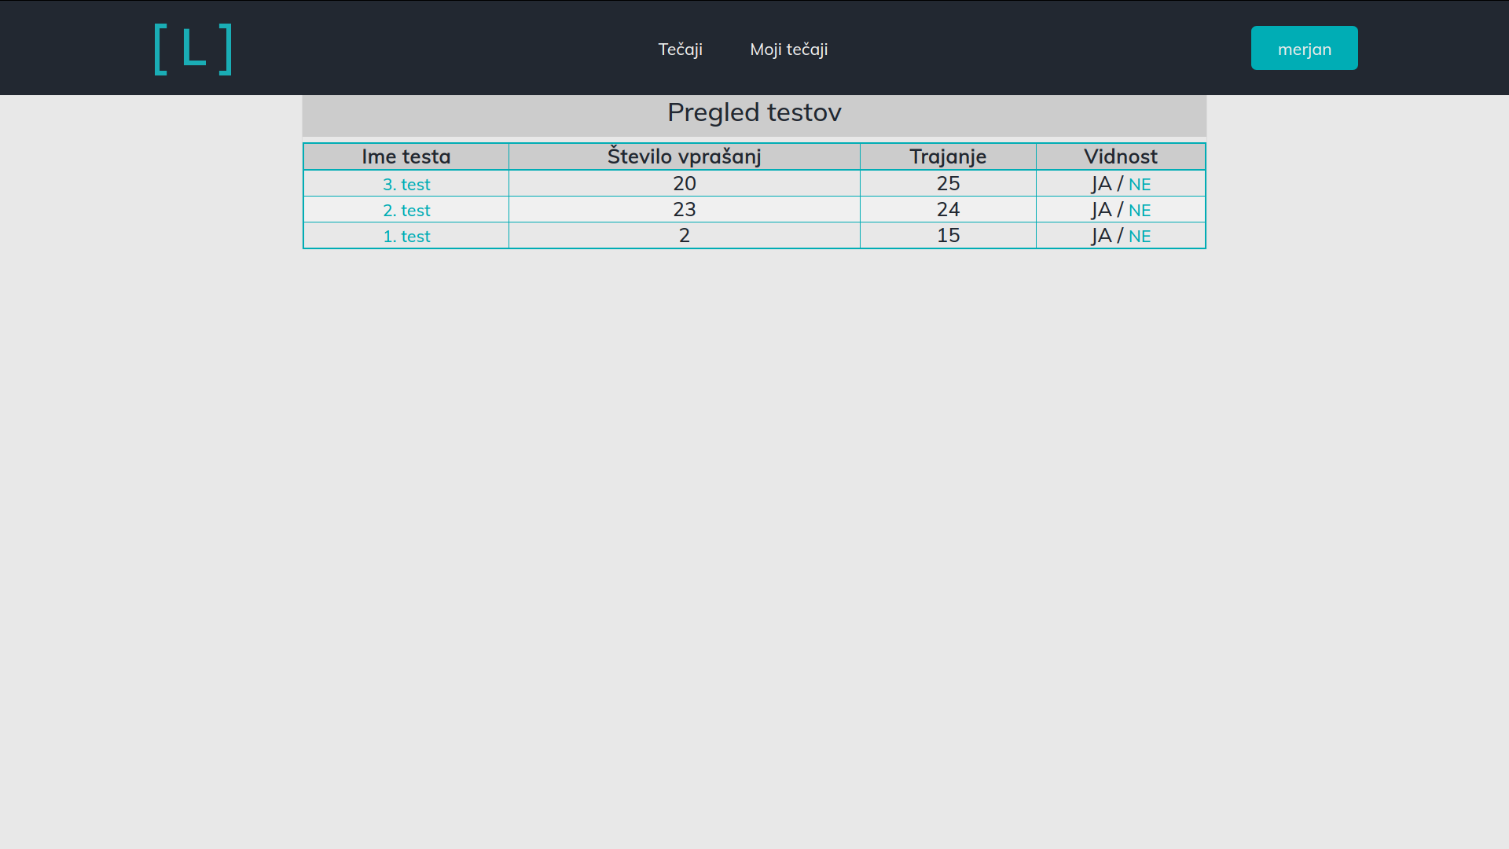 [ L ]
Tečaji Moji tečaji merjan
Pregled testov
Ime testa Število vprašanj Trajanje Vidnost
3. test 20 25 JA / NE
2. test 23 24 JA / NE
1. test 2 15 JA / NE